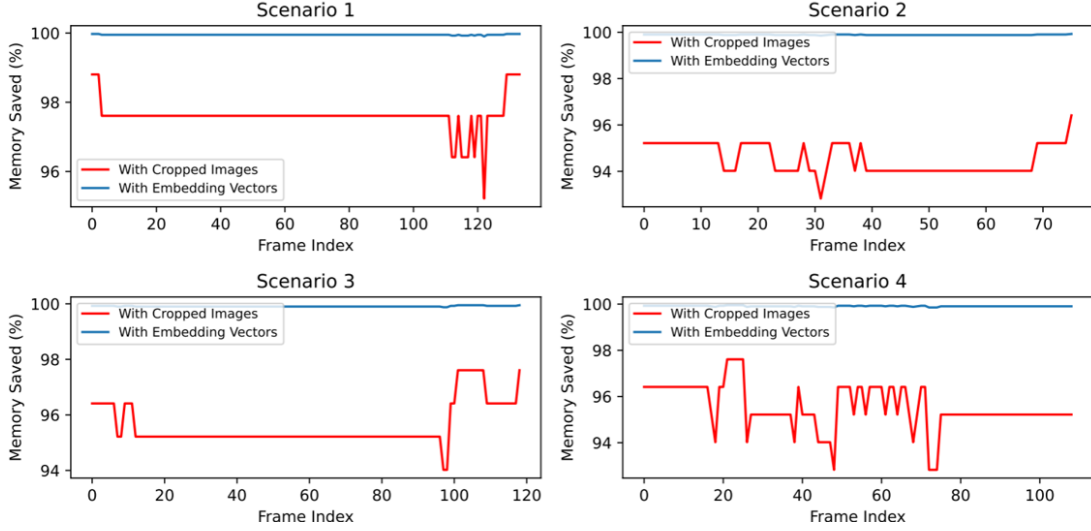 Scenario 1
Memory Saved (%)
100
98
96
With Cropped Images
With Embedding Vectors
0 20 40 60 80 100 120
Frame Index
Scenario 2
Memory Saved (%)
100
98
96
94
With Cropped Images
With Embedding Vectors
0 10 20 30 40 50 60 70
Frame Index
Scenario 3
Memory Saved (%)
100
98
96
94
With Cropped Images
With Embedding Vectors
0 20 40 60 80 100 120
Frame Index
Scenario 4
Memory Saved (%)
100
98
96
94
With Cropped Images
With Embedding Vectors
0 20 40 60 80 100
Frame Index